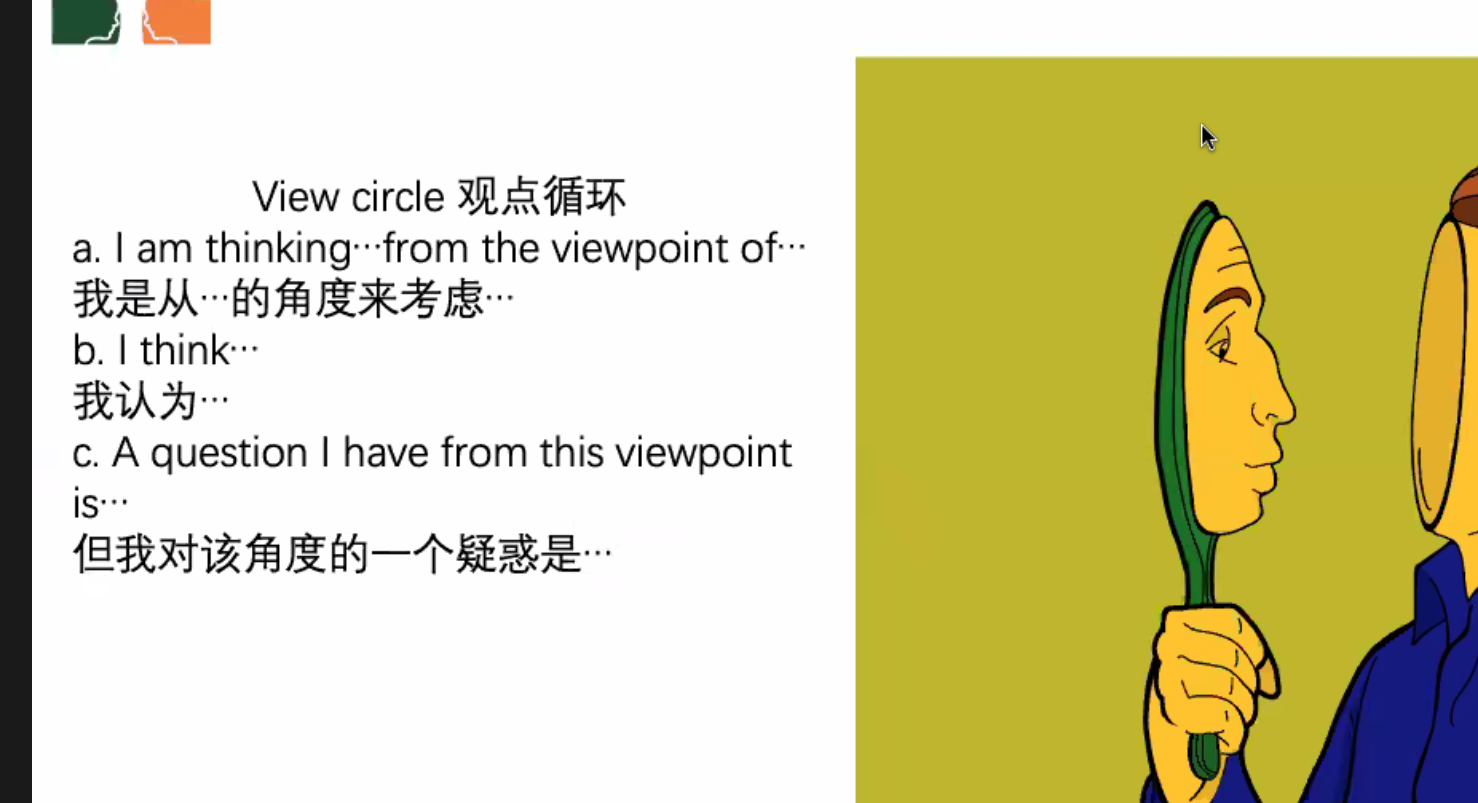 View circle 观点循环
a. I am thinking···from the viewpoint of···
我是从···的角度来考虑···
b. I think···
我认为···
c. A question I have from this viewpoint
is···
但我对该角度的一个疑惑是···